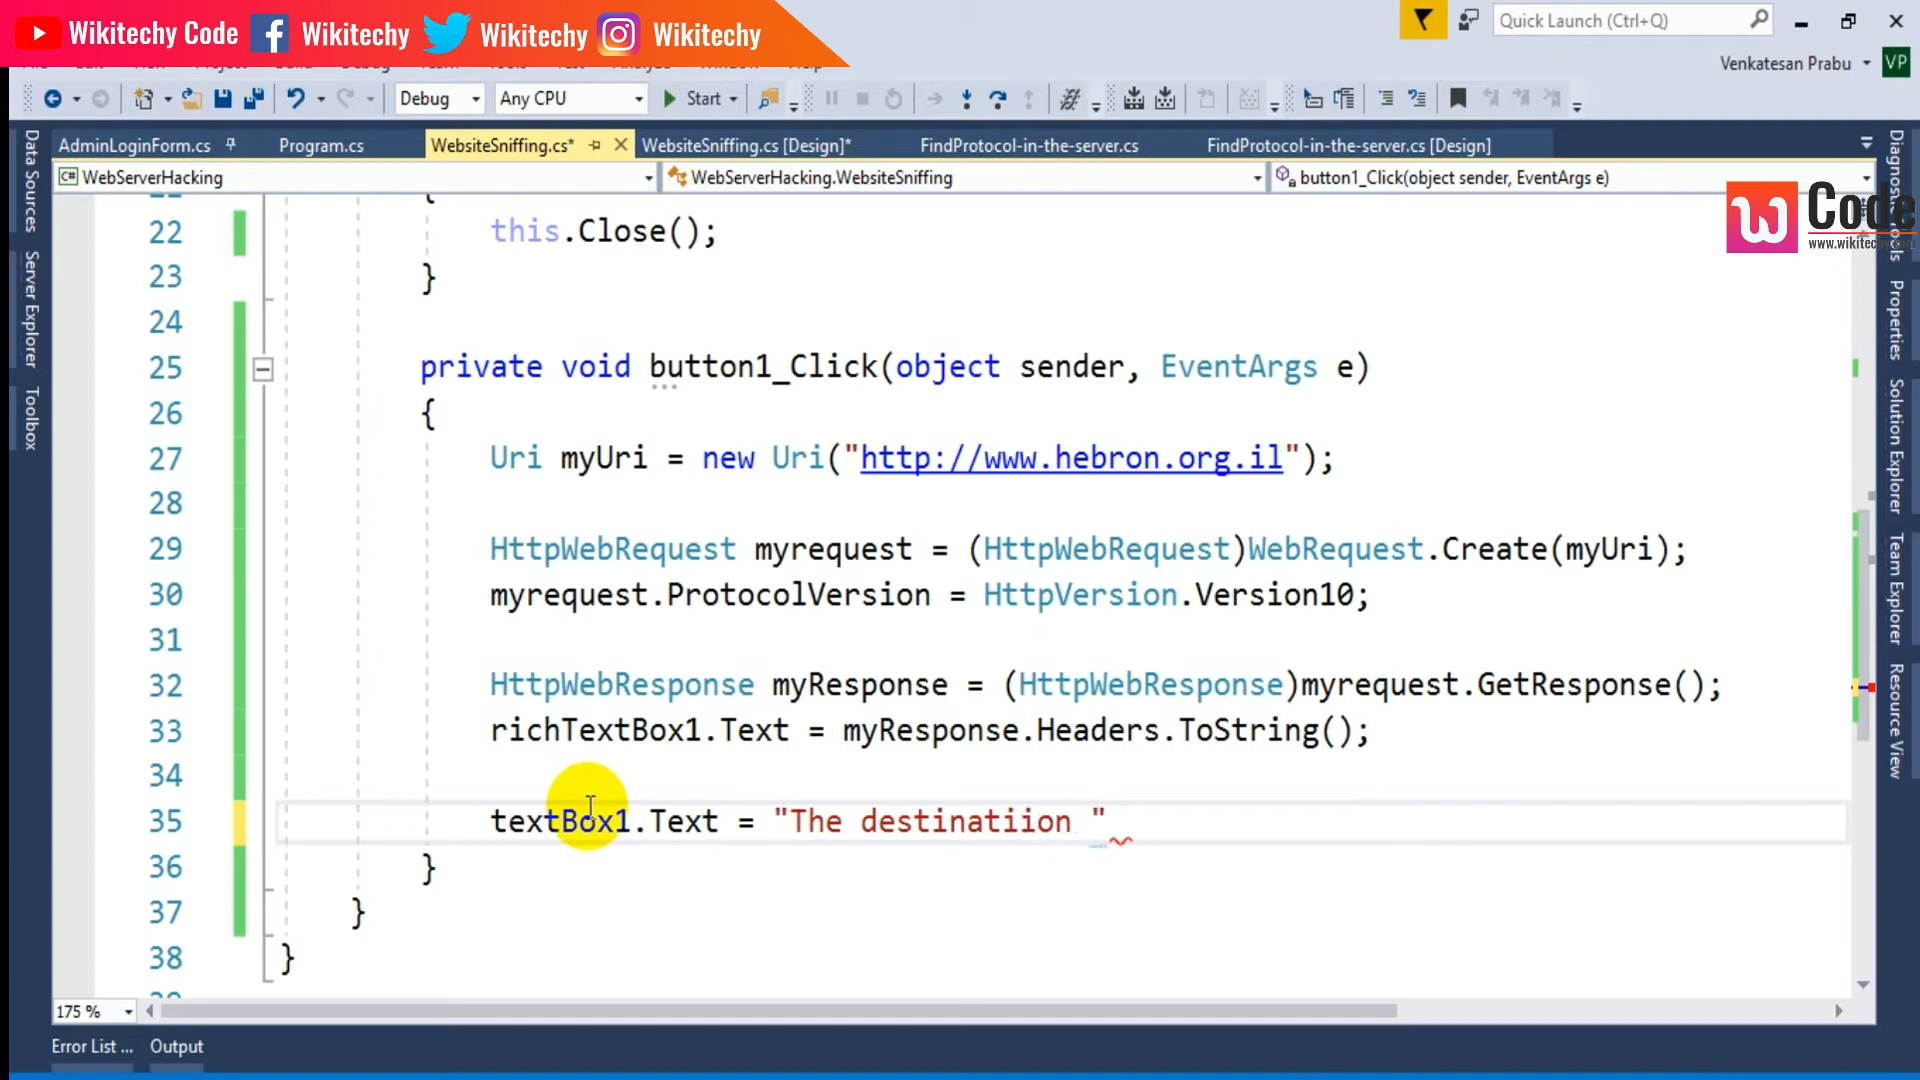 Wikitechy Code Wikitechy Wikitechy Wikitechy
Quick Launch (Ctrl+Q)
Venkatesan Prabu VP
Debug Any CPU Start
AdminLoginForm.cs Program.cs WebsiteSniffing.cs* WebsiteSniffing.cs [Design]* FindProtocol-in-the-server.cs FindProtocol-in-the-server.cs [Design]
WebServerHacking WebServerHacking.WebsiteSniffing button1_Click(object sender, EventArgs e)
Code
www.wikitechy.com
Data Sources
Server Explorer
Toolbox
{
22 this.Close();
23 }
24
25 private void button1_Click(object sender, EventArgs e)
26 {
27 Uri myUri = new Uri("http://www.hebron.org.il");
28
29 HttpWebRequest myrequest = (HttpWebRequest)WebRequest.Create(myUri);
30 myrequest.ProtocolVersion = HttpVersion.Version10;
31
32 HttpWebResponse myResponse = (HttpWebResponse)myrequest.GetResponse();
33 richTextBox1.Text = myResponse.Headers.ToString();
34
35 textBox1.Text = "The destinatiion "
36 }
37 }
38 }
175 %
Error List ... Output
Properties
Solution Explorer
Team Explorer
Resource View